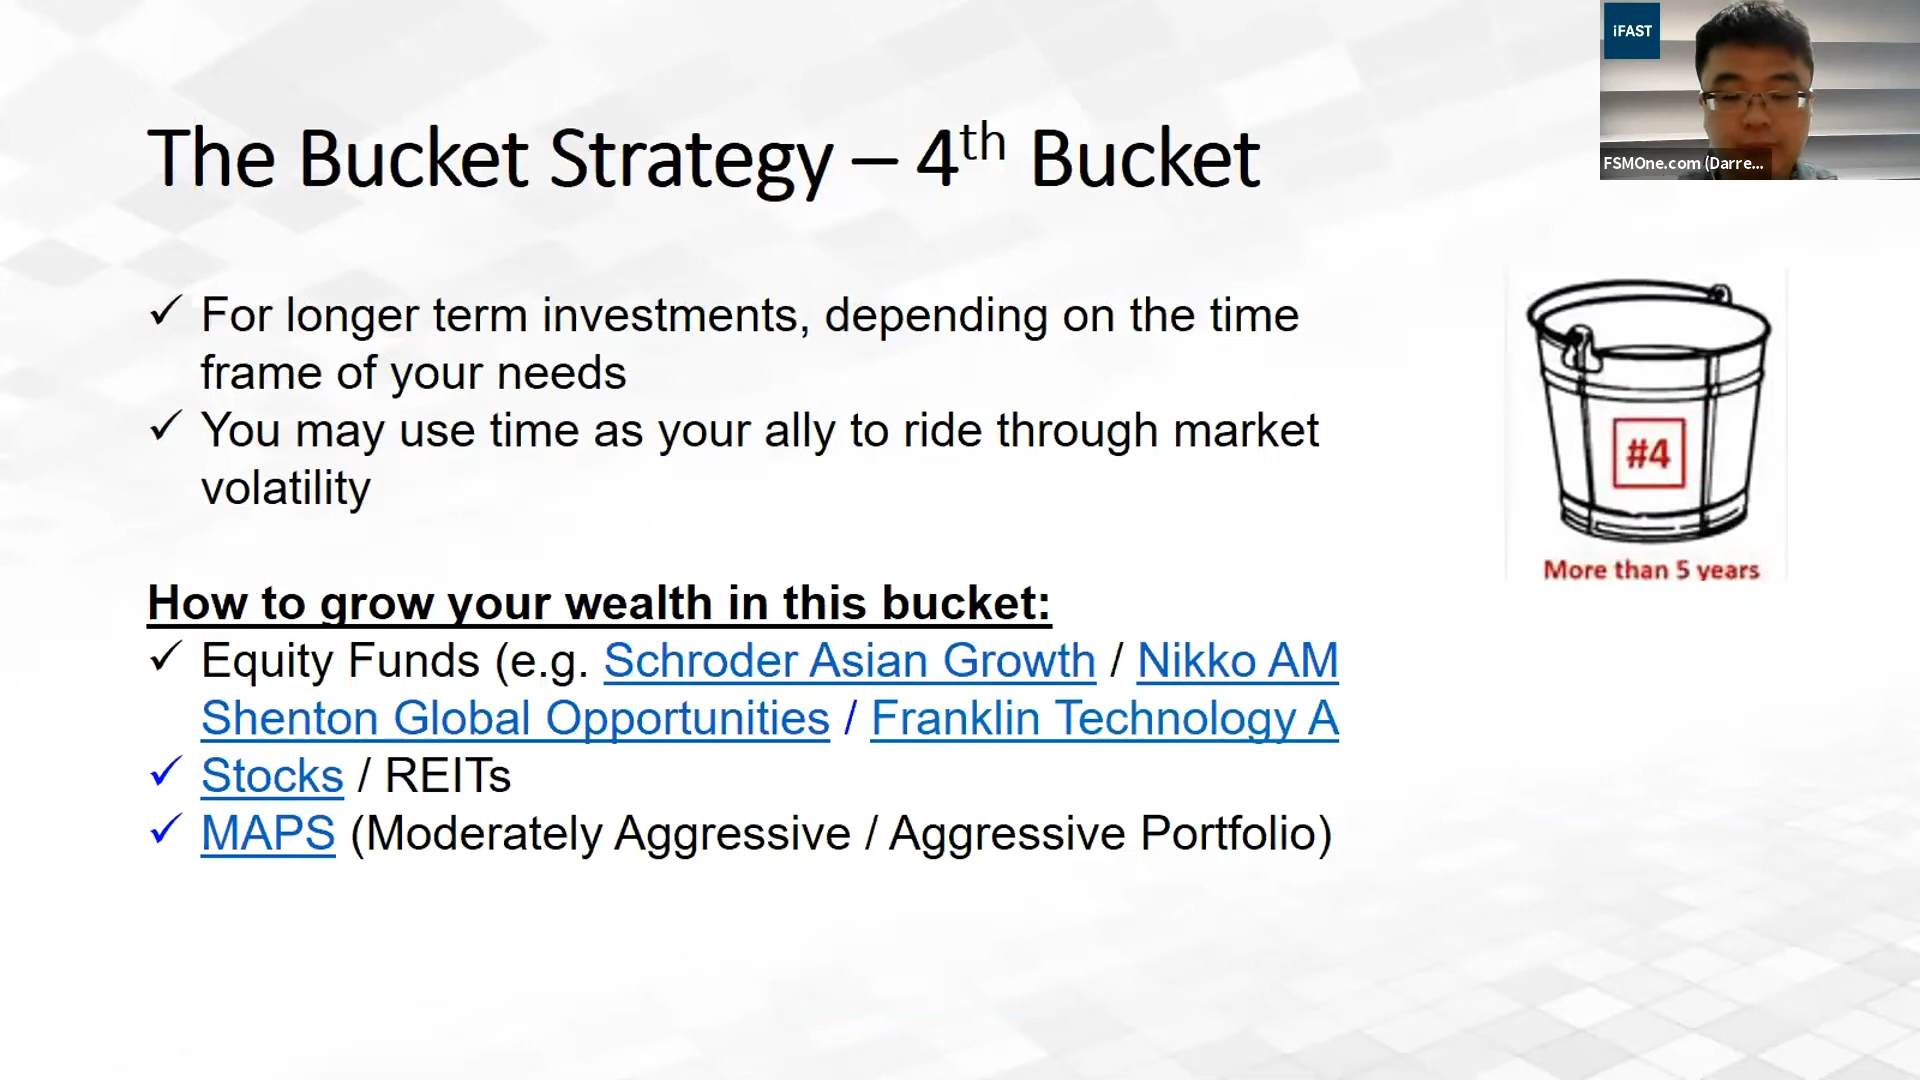 iFAST
FSMOne.com (Darre...
The Bucket Strategy – 4th Bucket
✓ For longer term investments, depending on the time
frame of your needs
✓ You may use time as your ally to ride through market
volatility
#4
More than 5 years
How to grow your wealth in this bucket:
✓ Equity Funds (e.g. Schroder Asian Growth / Nikko AM
Shenton Global Opportunities / Franklin Technology A
✓ Stocks / REITs
✓ MAPS (Moderately Aggressive / Aggressive Portfolio)